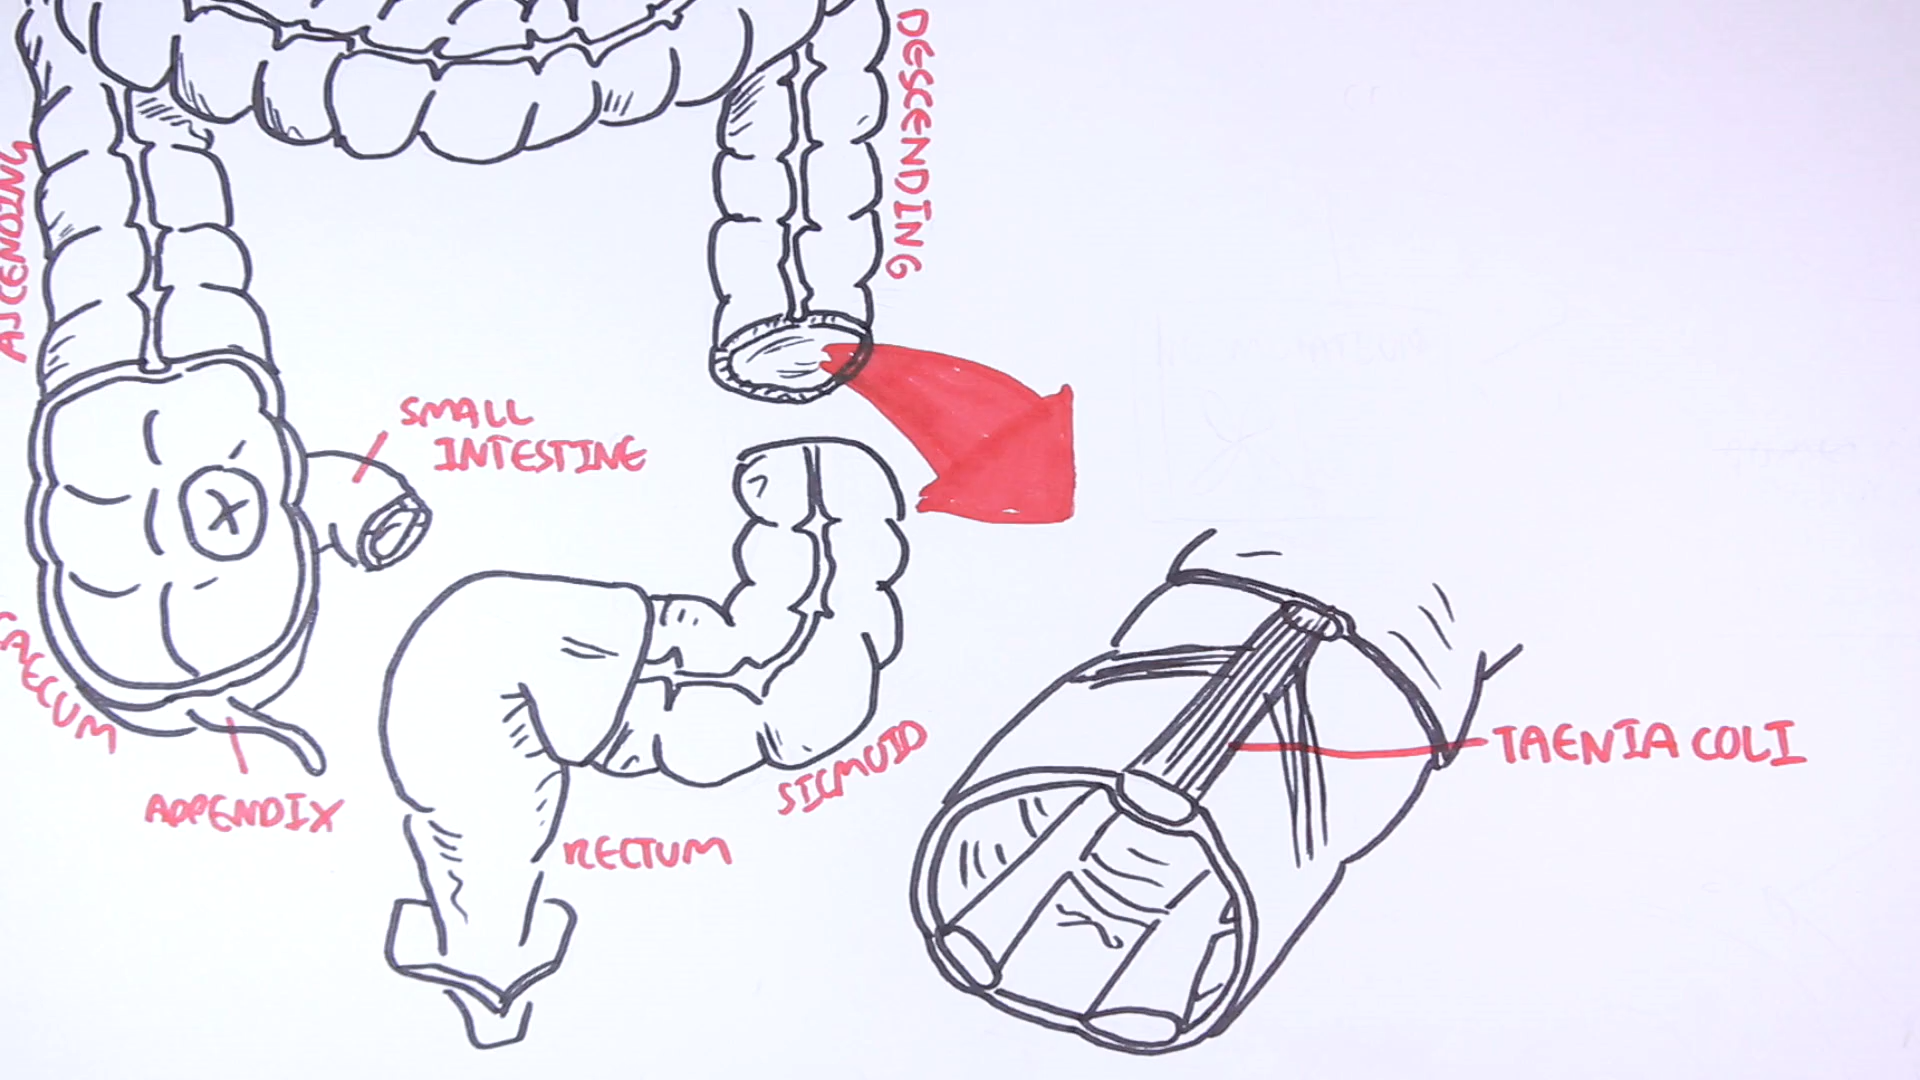 DESCENDING
ASCENDING
SMALL
INTESTINE
CAECUM
APPENDIX
RECTUM
SIGMOID
TAENIA COLI